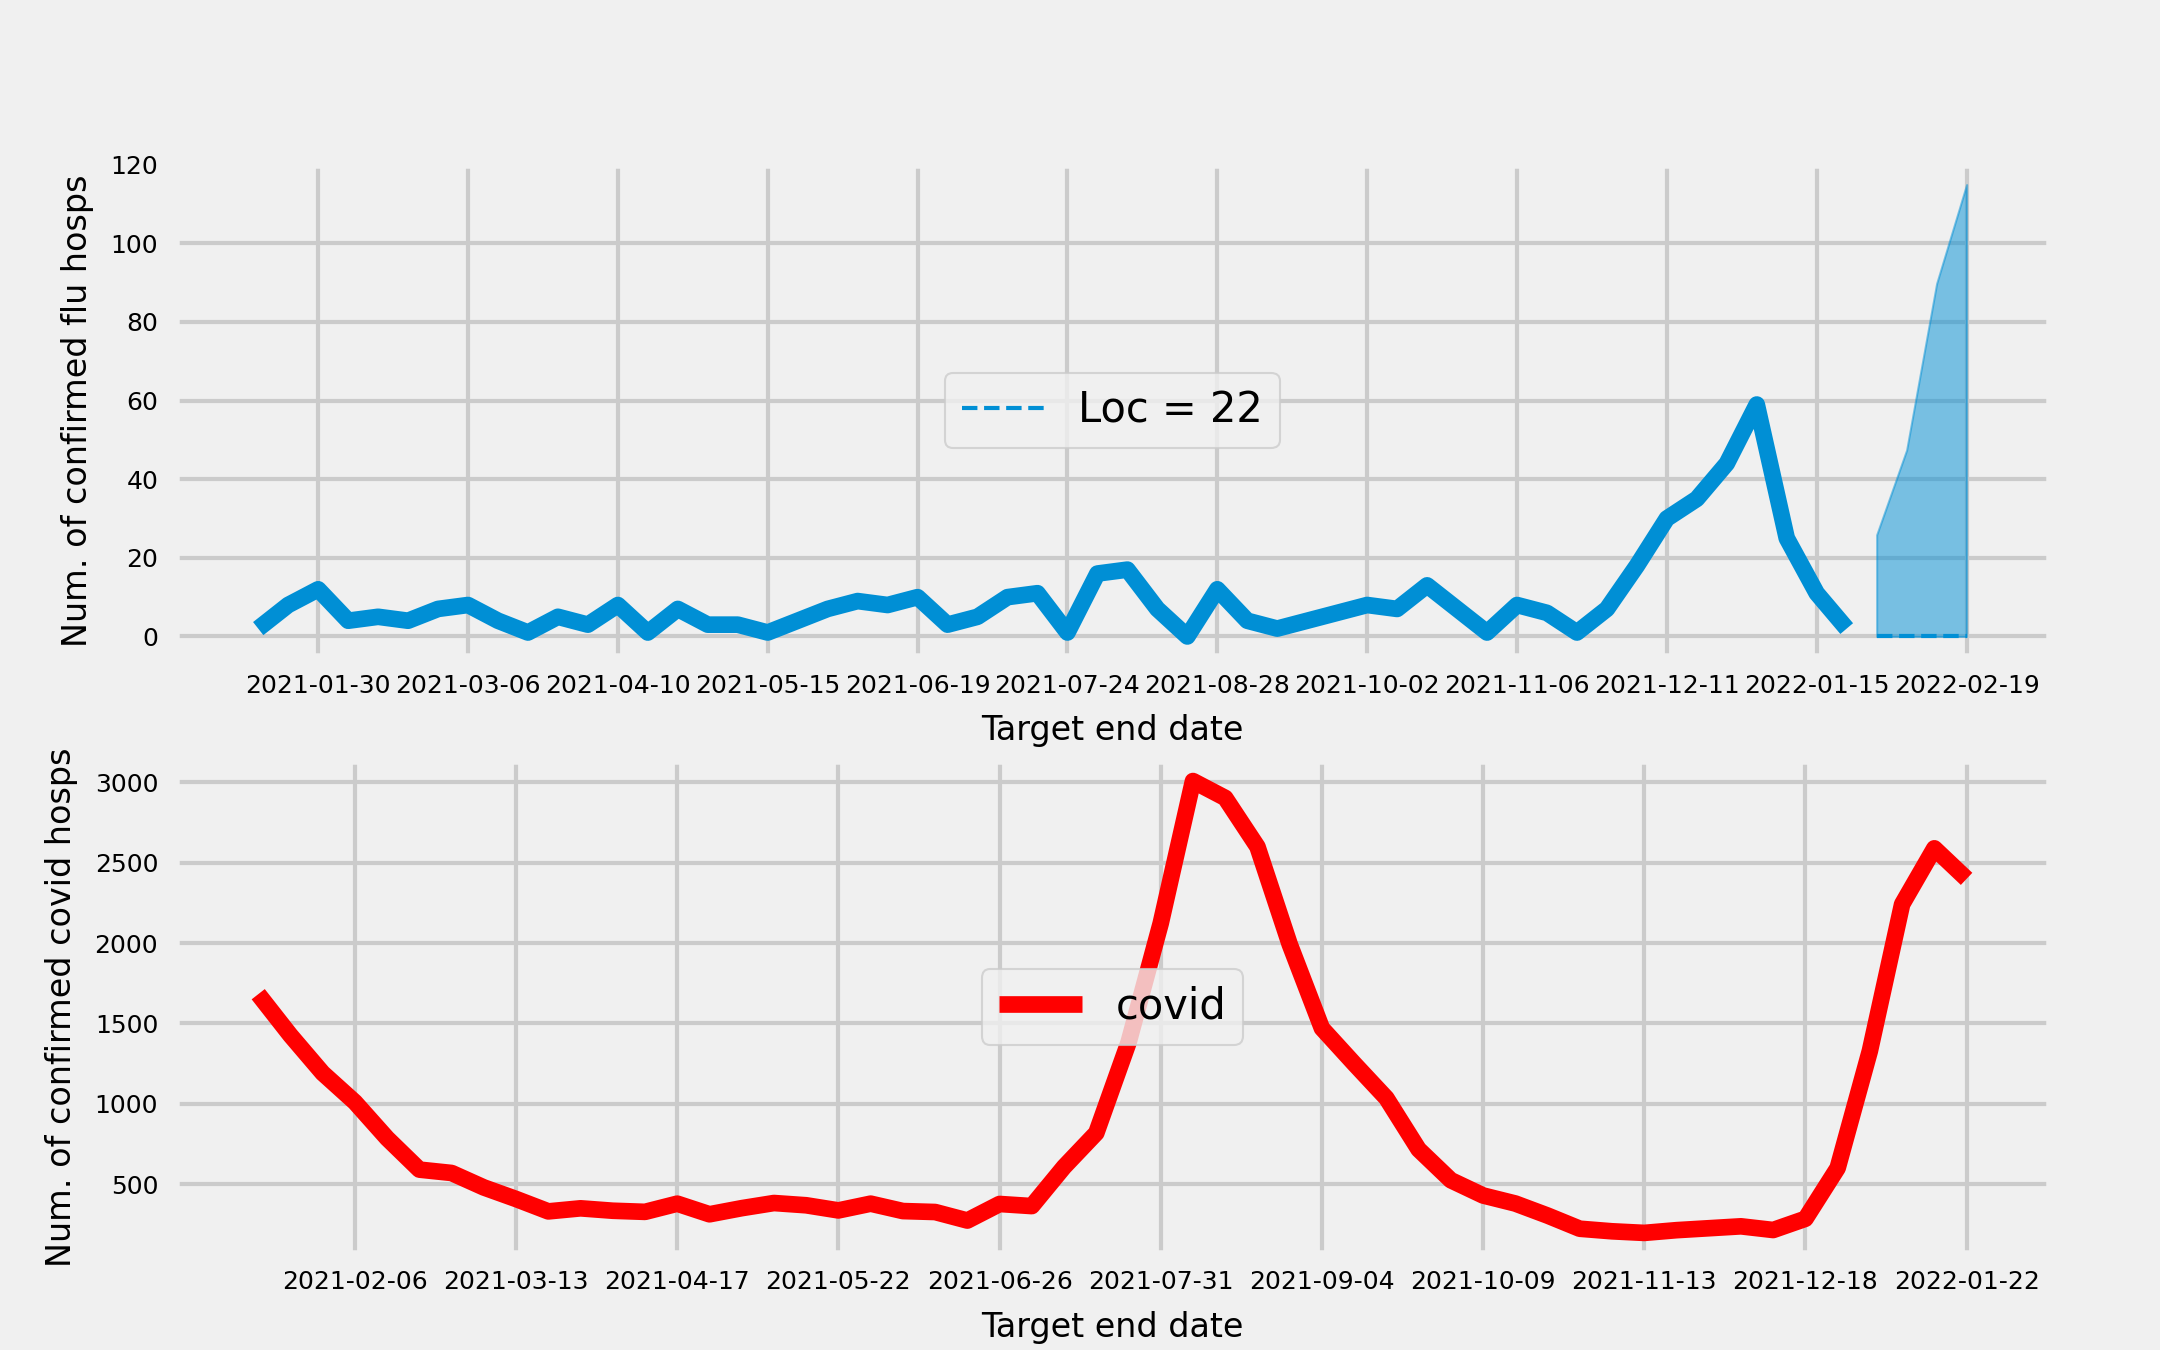 Num. of confirmed flu hosps
120
100
80
60
40
20
0
Loc = 22
2021-01-30 2021-03-06 2021-04-10 2021-05-15 2021-06-19 2021-07-24 2021-08-28 2021-10-02 2021-11-06 2021-12-11 2022-01-15 2022-02-19
Target end date
Num. of confirmed covid hosps
3000
2500
2000
1500
1000
500
covid
2021-02-06 2021-03-13 2021-04-17 2021-05-22 2021-06-26 2021-07-31 2021-09-04 2021-10-09 2021-11-13 2021-12-18 2022-01-22
Target end date